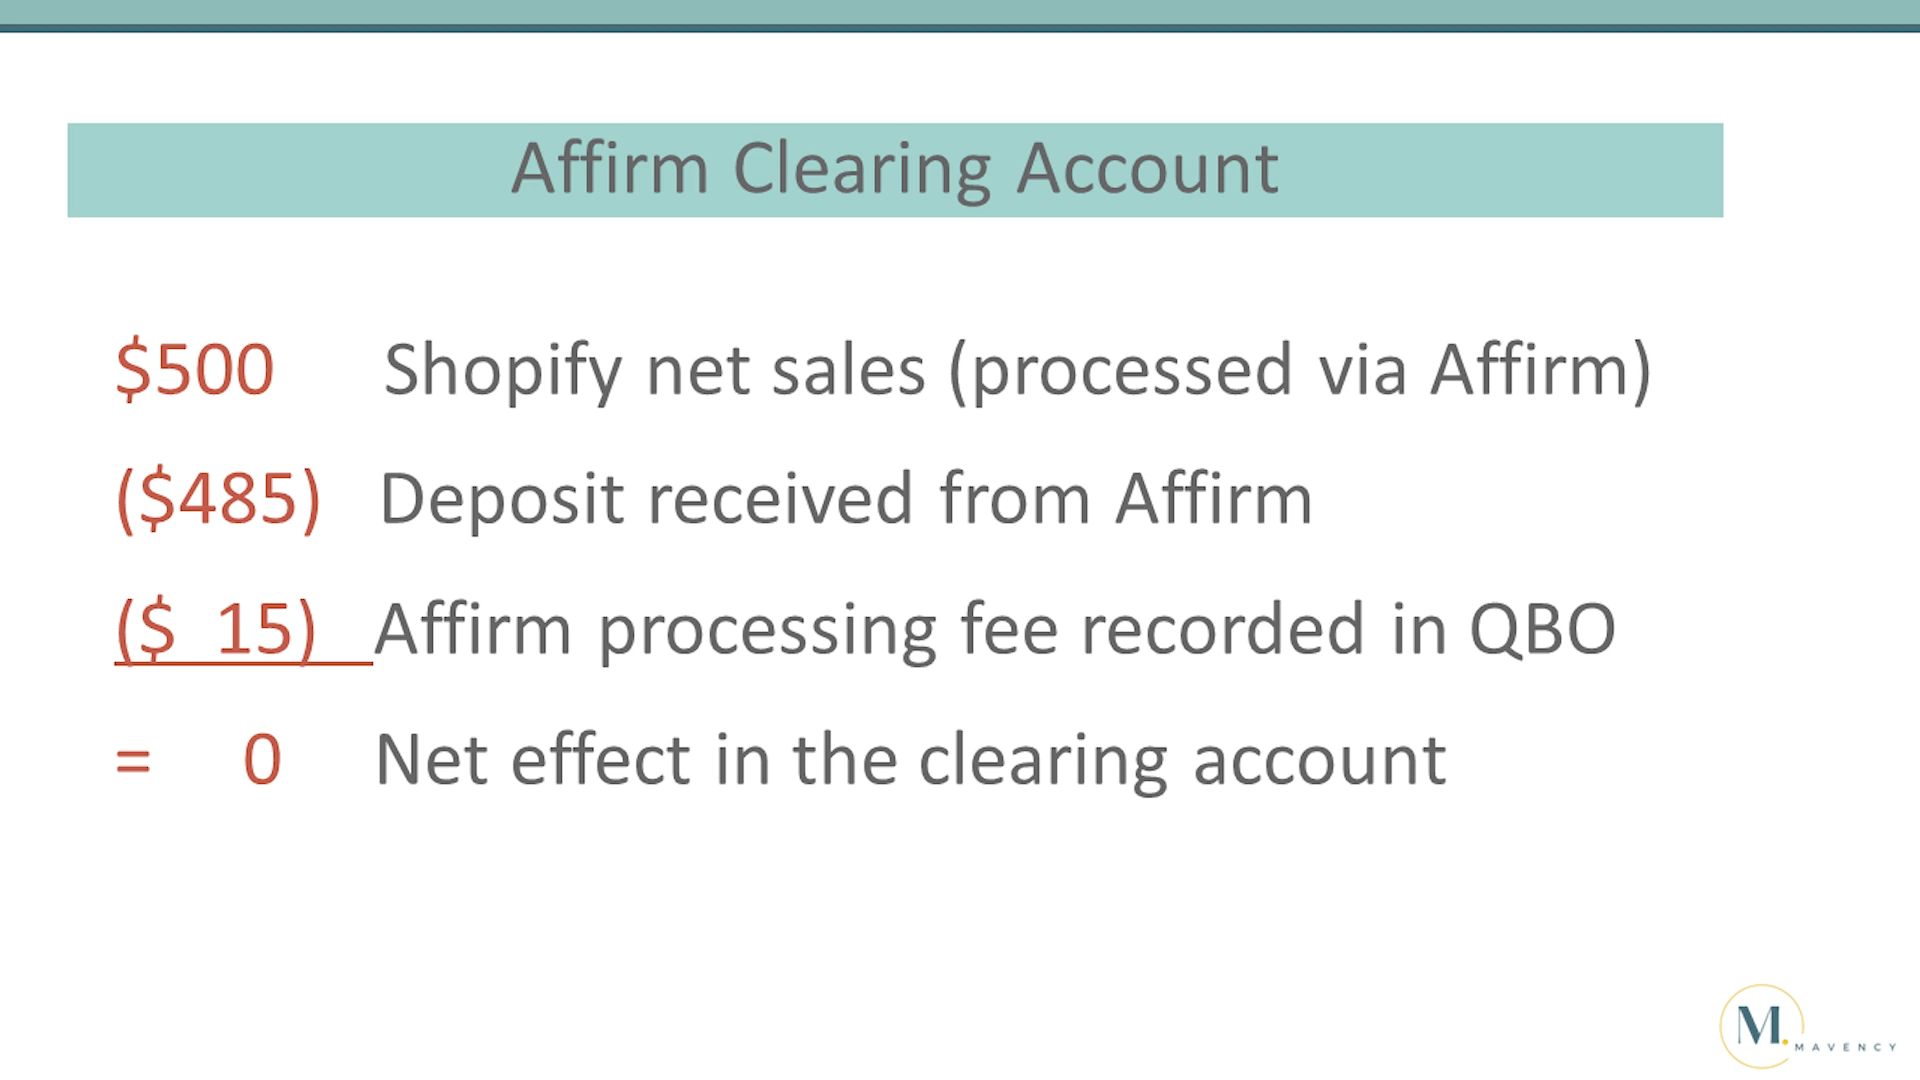 Affirm Clearing Account
$500 Shopify net sales (processed via Affirm)
($485) Deposit received from Affirm
($ 15) Affirm processing fee recorded in QBO
= 0 Net effect in the clearing account
M. MAVENCY